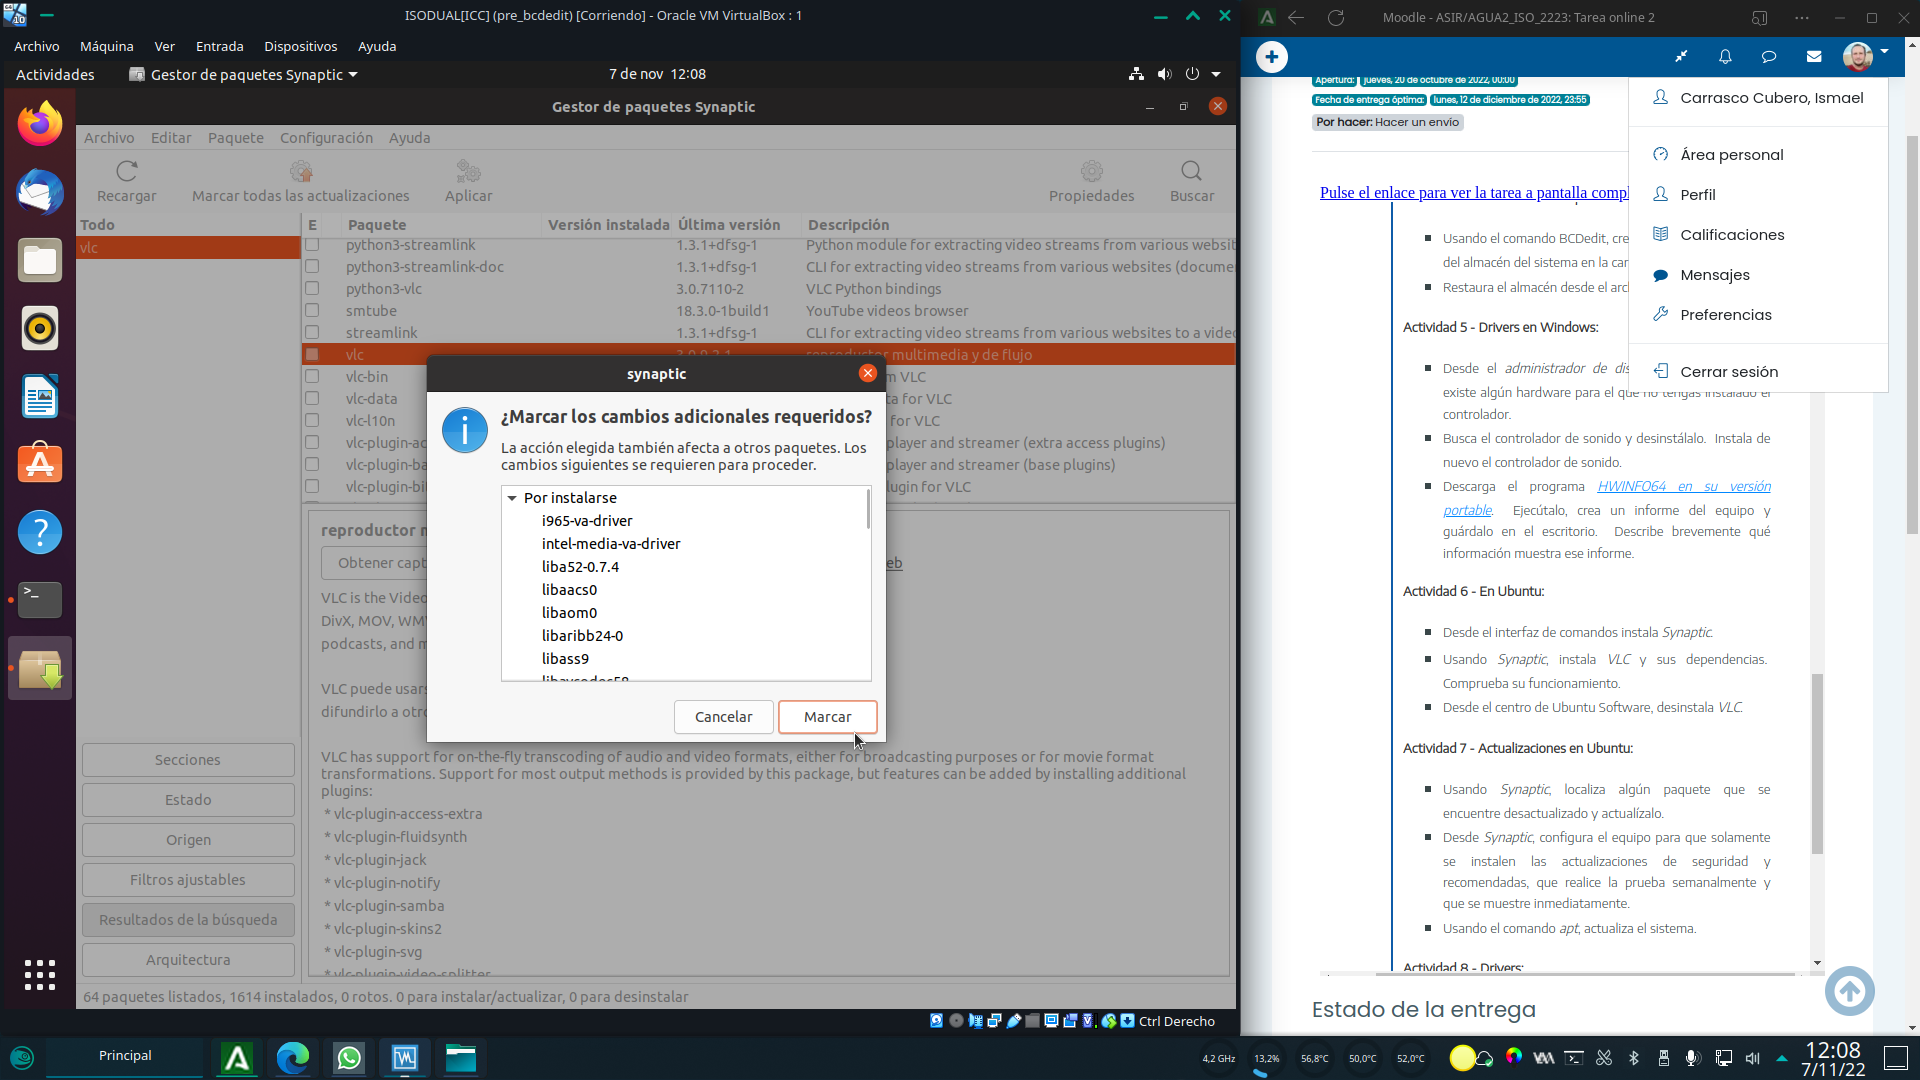 ISODUAL[ICC] (pre_bcdedit) [Corriendo] - Oracle VM VirtualBox : 1
Archivo Máquina Ver Entrada Dispositivos Ayuda
Actividades Gestor de paquetes Synaptic 7 de nov 12:08
Gestor de paquetes Synaptic
Archivo Editar Paquete Configuración Ayuda
Recargar Marcar todas las actualizaciones Aplicar Propiedades Buscar
Todo
vlc
E Paquete Versión instalada Última versión Descripción
python3-streamlink 1.3.1+dfsg-1 Python module for extracting video streams from various websit
python3-streamlink-doc 1.3.1+dfsg-1 CLI for extracting video streams from various websites (docume
python3-vlc 3.0.7110-2 VLC Python bindings
smtube 18.3.0-1build1 YouTube videos browser
streamlink 1.3.1+dfsg-1 CLI for extracting video streams from various websites to a video
vlc 3.0.9.2-1 reproductor multimedia y de flujo
vlc-bin m VLC
vlc-data ta for VLC
vlc-l10n for VLC
vlc-plugin-ac player and streamer (extra access plugins)
vlc-plugin-ba player and streamer (base plugins)
vlc-plugin-bi lugin for VLC
synaptic
¿Marcar los cambios adicionales requeridos?
La acción elegida también afecta a otros paquetes. Los
cambios siguientes se requieren para proceder.
Por instalarse
i965-va-driver
intel-media-va-driver
liba52-0.7.4
libaacs0
libaom0
libaribb24-0
libass9
libavcodec58
Cancelar Marcar
reproductor m
Obtener capt eb
VLC is the Video
DivX, MOV, WMV
podcasts, and m
VLC puede usars
difundirlo a otro
VLC has support for on-the-fly transcoding of audio and video formats, either for broadcasting purposes or for movie format
transformations. Support for most output methods is provided by this package, but features can be added by installing additional
plugins:
* vlc-plugin-access-extra
* vlc-plugin-fluidsynth
* vlc-plugin-jack
* vlc-plugin-notify
* vlc-plugin-samba
* vlc-plugin-skins2
* vlc-plugin-svg
* vlc-plugin-video-splitter
Secciones
Estado
Origen
Filtros ajustables
Resultados de la búsqueda
Arquitectura
64 paquetes listados, 1614 instalados, 0 rotos. 0 para instalar/actualizar, 0 para desinstalar
Ctrl Derecho
Moodle - ASIR/AGUA2_ISO_2223: Tarea online 2
Apertura: jueves, 20 de octubre de 2022, 00:00
Fecha de entrega óptima: lunes, 12 de diciembre de 2022, 23:55
Por hacer: Hacer un envío
Pulse el enlace para ver la tarea a pantalla compl
Carrasco Cubero, Ismael
Área personal
Perfil
Calificaciones
Mensajes
Preferencias
Cerrar sesión
Usando el comando BCDedit, cre
del almacén del sistema en la car
Restaura el almacén desde el arc
Actividad 5 - Drivers en Windows:
Desde el administrador de dis
existe algún hardware para el que no tengas instalado el
controlador.
Busca el controlador de sonido y desinstálalo. Instala de
nuevo el controlador de sonido.
Descarga el programa HWINFO64 en su versión
portable. Ejecútalo, crea un informe del equipo y
guárdalo en el escritorio. Describe brevemente qué
información muestra ese informe.
Actividad 6 - En Ubuntu:
Desde el interfaz de comandos instala Synaptic.
Usando Synaptic, instala VLC y sus dependencias.
Comprueba su funcionamiento.
Desde el centro de Ubuntu Software, desinstala VLC.
Actividad 7 - Actualizaciones en Ubuntu:
Usando Synaptic, localiza algún paquete que se
encuentre desactualizado y actualízalo.
Desde Synaptic, configura el equipo para que solamente
se instalen las actualizaciones de seguridad y
recomendadas, que realice la prueba semanalmente y
que se muestre inmediatamente.
Usando el comando apt, actualiza el sistema.
Actividad 8 - Drivers:
Estado de la entrega
Principal
4,2 GHz 13,2% 56,8°C 50,0°C 52,0°C
12:08
7/11/22